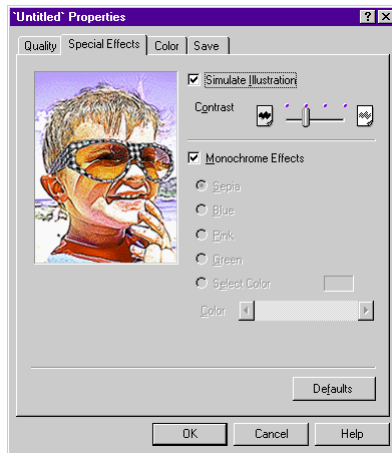 `Untitled` Properties
Quality Special Effects Color Save
Simulate Illustration
Contrast
Monochrome Effects
Sepia
Blue
Pink
Green
Select Color
Color
Defaults
OK Cancel Help